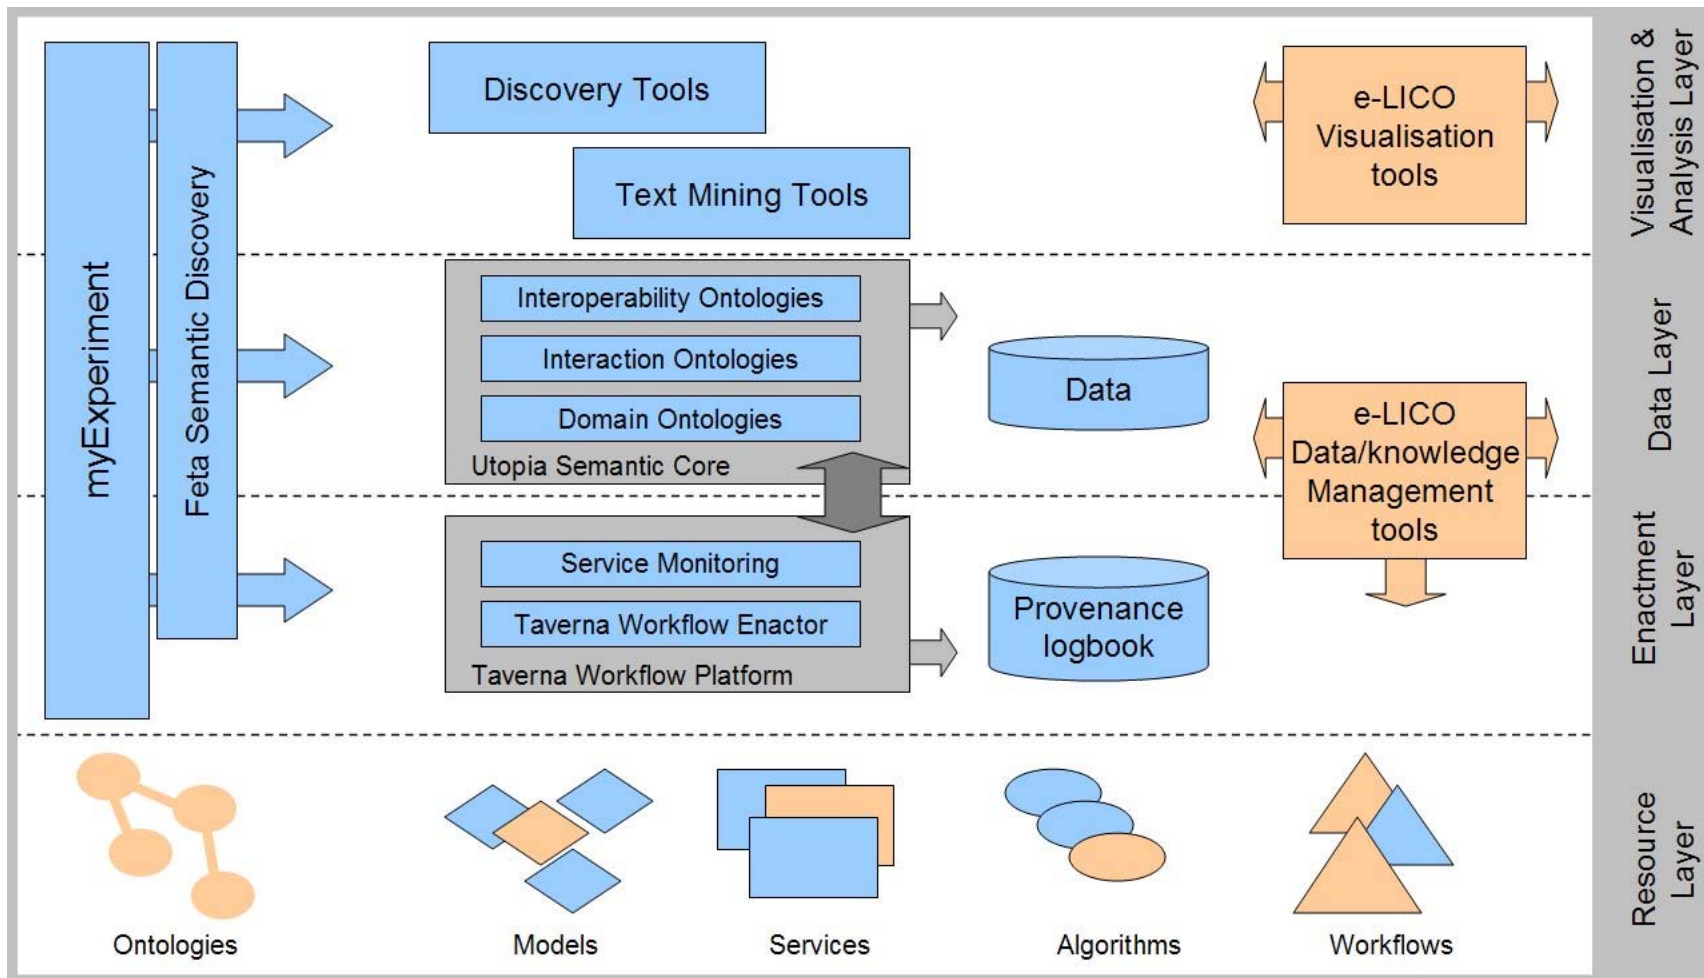 myExperiment
Feta Semantic Discovery
Discovery Tools
Text Mining Tools
e-LICO
Visualisation
tools
Visualisation &
Analysis Layer
Interoperability Ontologies
Interaction Ontologies
Domain Ontologies
Utopia Semantic Core
Data
e-LICO
Data/knowledge
Management
tools
Data Layer
Service Monitoring
Taverna Workflow Enactor
Taverna Workflow Platform
Provenance
logbook
Enactment
Layer
Ontologies
Models
Services
Algorithms
Workflows
Resource
Layer